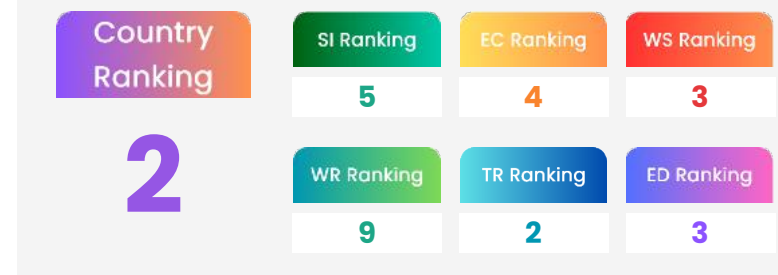 Country
Ranking
2
SI Ranking
5
EC Ranking
4
WS Ranking
3
WR Ranking
9
TR Ranking
2
ED Ranking
3